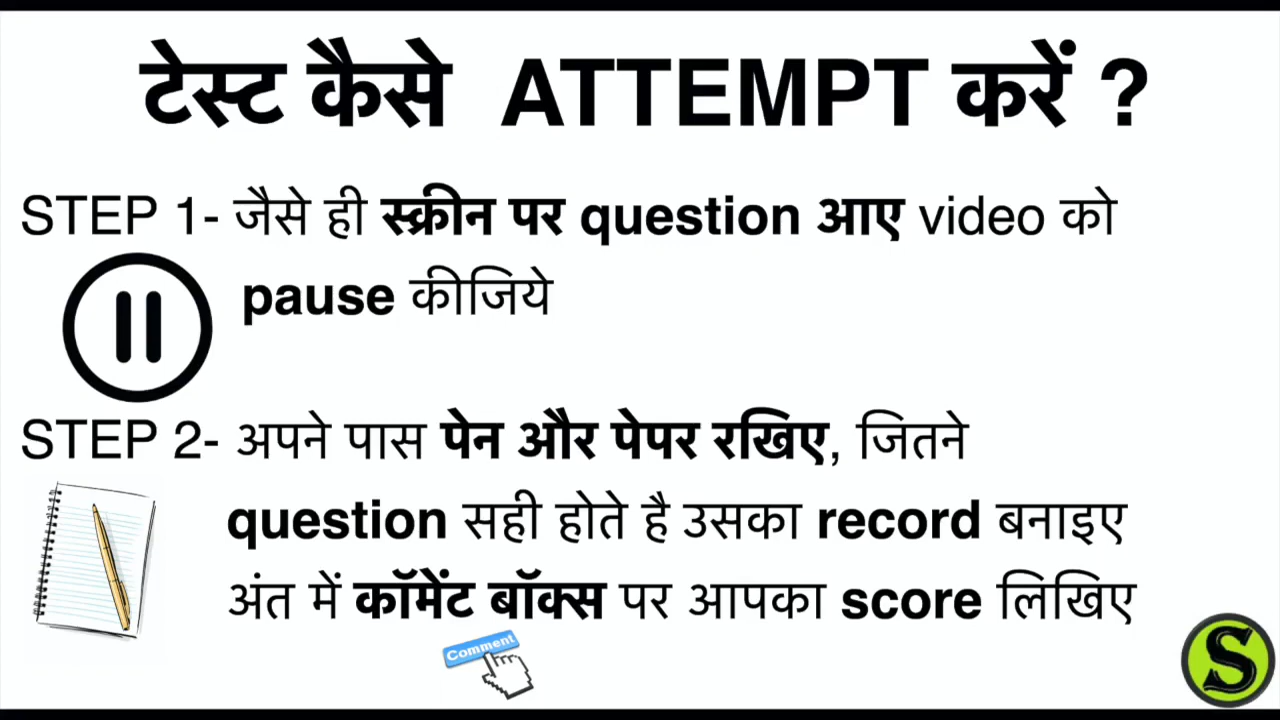 टेस्ट कैसे ATTEMPT करें ?
STEP 1- जैसे ही स्क्रीन पर question आए video को
pause कीजिये
STEP 2- अपने पास पेन और पेपर रखिए, जितने
question सही होते है उसका record बनाइए
अंत में कॉमेंट बॉक्स पर आपका score लिखिए
Comment
S